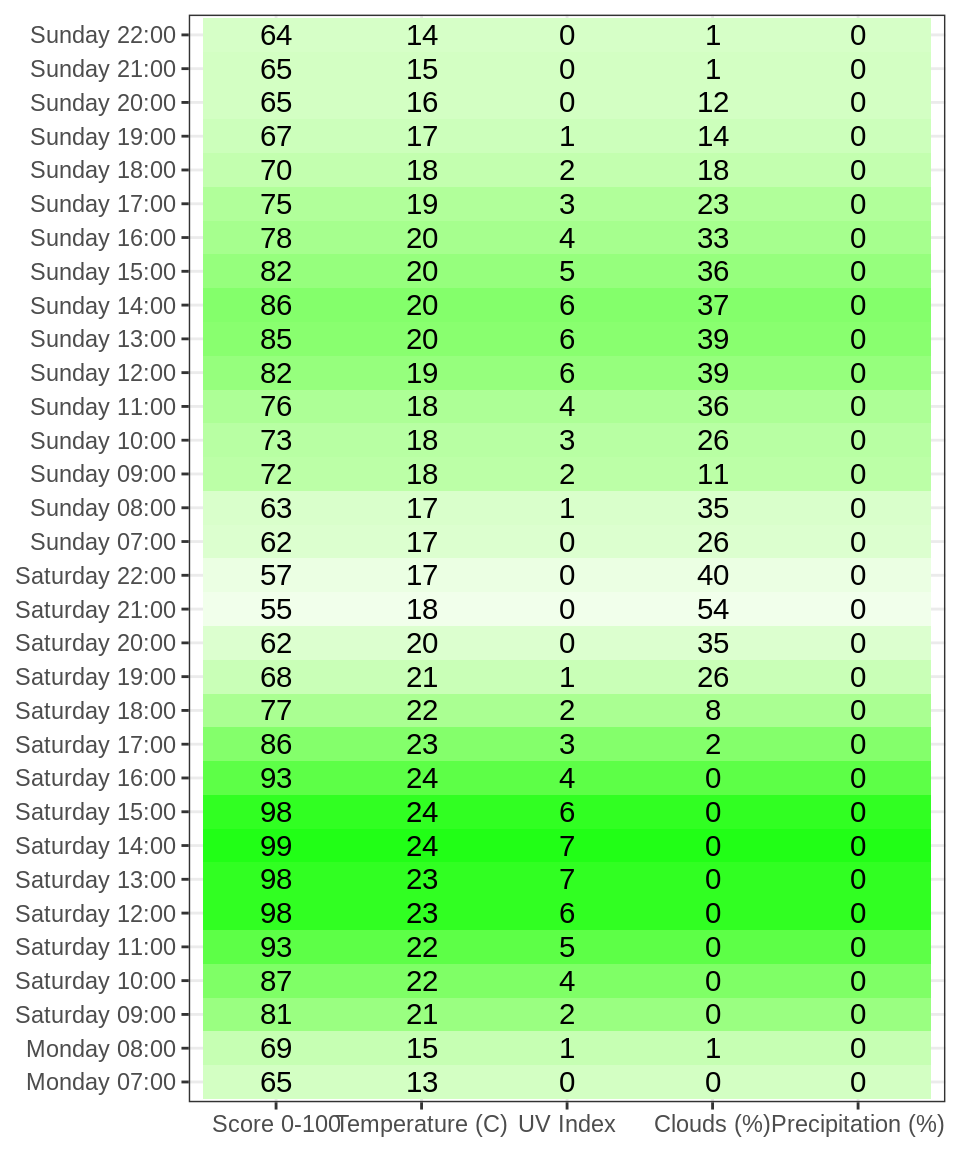 Sunday 22:00 64 14 0 1 0
Sunday 21:00 65 15 0 1 0
Sunday 20:00 65 16 0 12 0
Sunday 19:00 67 17 1 14 0
Sunday 18:00 70 18 2 18 0
Sunday 17:00 75 19 3 23 0
Sunday 16:00 78 20 4 33 0
Sunday 15:00 82 20 5 36 0
Sunday 14:00 86 20 6 37 0
Sunday 13:00 85 20 6 39 0
Sunday 12:00 82 19 6 39 0
Sunday 11:00 76 18 4 36 0
Sunday 10:00 73 18 3 26 0
Sunday 09:00 72 18 2 11 0
Sunday 08:00 63 17 1 35 0
Sunday 07:00 62 17 0 26 0
Saturday 22:00 57 17 0 40 0
Saturday 21:00 55 18 0 54 0
Saturday 20:00 62 20 0 35 0
Saturday 19:00 68 21 1 26 0
Saturday 18:00 77 22 2 8 0
Saturday 17:00 86 23 3 2 0
Saturday 16:00 93 24 4 0 0
Saturday 15:00 98 24 6 0 0
Saturday 14:00 99 24 7 0 0
Saturday 13:00 98 23 7 0 0
Saturday 12:00 98 23 6 0 0
Saturday 11:00 93 22 5 0 0
Saturday 10:00 87 22 4 0 0
Saturday 09:00 81 21 2 0 0
Monday 08:00 69 15 1 1 0
Monday 07:00 65 13 0 0 0
Score 0-100 Temperature (C) UV Index Clouds (%) Precipitation (%)